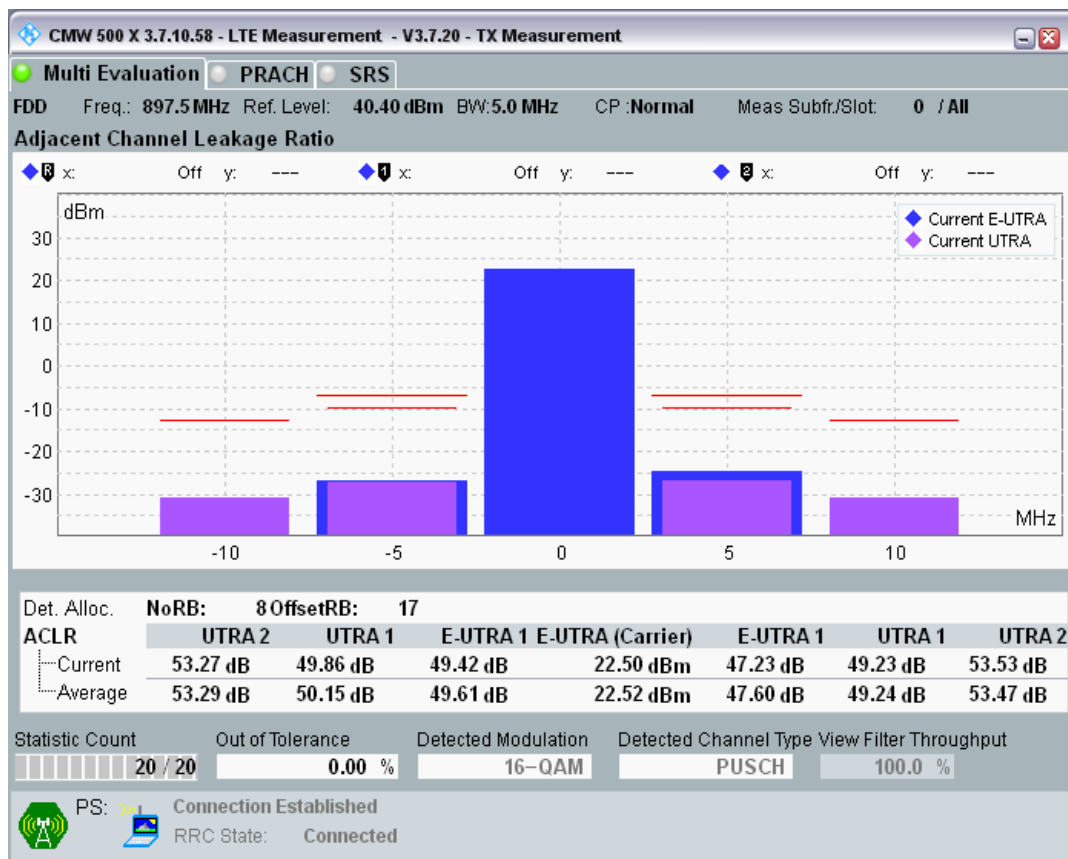 CMW 500 X 3.7.10.58 - LTE Measurement - V3.7.20 - TX Measurement
Multi Evaluation PRACH SRS
FDD Freq.: 897.5 MHz Ref. Level: 40.40 dBm BW:5.0 MHz CP :Normal Meas Subfr./Slot: 0 / All
Adjacent Channel Leakage Ratio
R x: Off y: --- 1 x: Off y: --- 2 x: Off y: ---
dBm
Current E-UTRA
Current UTRA
30
20
10
0
-10
-20
-30
MHz
-10 -5 0 5 10
Det. Alloc. NoRB: 8 OffsetRB: 17
ACLR UTRA 2 UTRA 1 E-UTRA 1 E-UTRA (Carrier) E-UTRA 1 UTRA 1 UTRA 2
Current 53.27 dB 49.86 dB 49.42 dB 22.50 dBm 47.23 dB 49.23 dB 53.53 dB
Average 53.29 dB 50.15 dB 49.61 dB 22.52 dBm 47.60 dB 49.24 dB 53.47 dB
Statistic Count Out of Tolerance Detected Modulation Detected Channel Type View Filter Throughput
20 / 20 0.00 % 16-QAM PUSCH 100.0 %
PS: Connection Established
RRC State: Connected